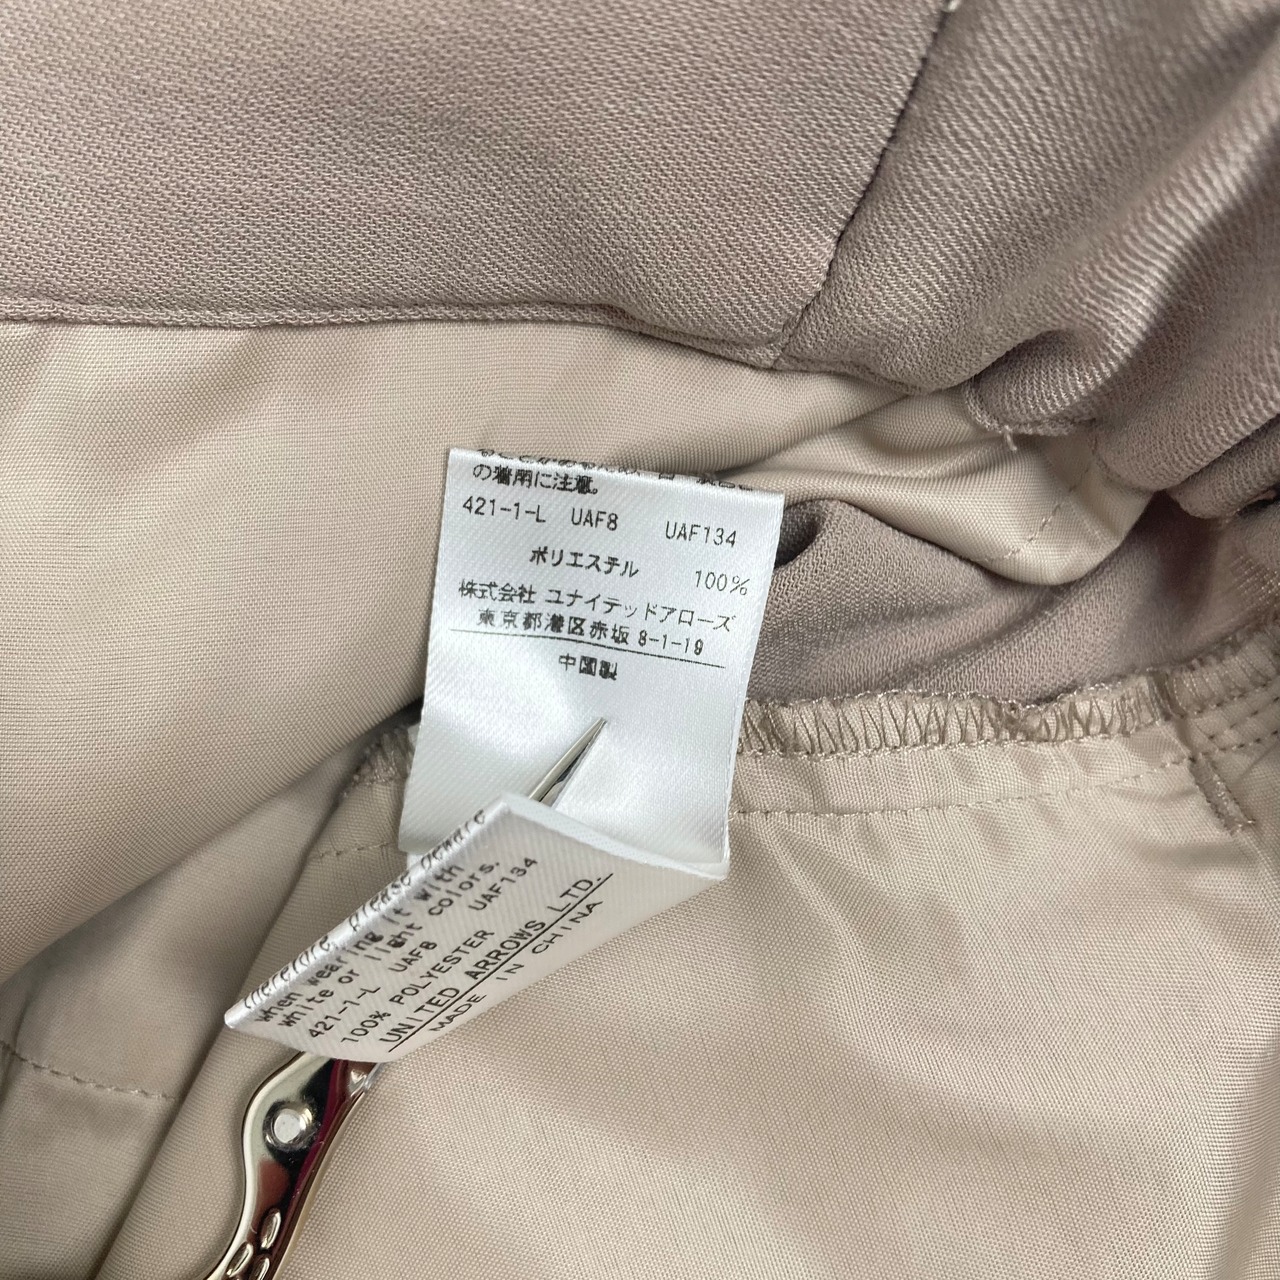 の着用に注意。
421-1-L UAF8 UAF134
ポリエステル 100%
株式会社 ユナイテッドアローズ
東京都港区赤坂 8-1-19
中国製
therefore, please beware
when wearing it with
white or light colors.
421-1-L UAF8 UAF134
100% POLYESTER
UNITED ARROWS LTD.
MADE IN CHINA